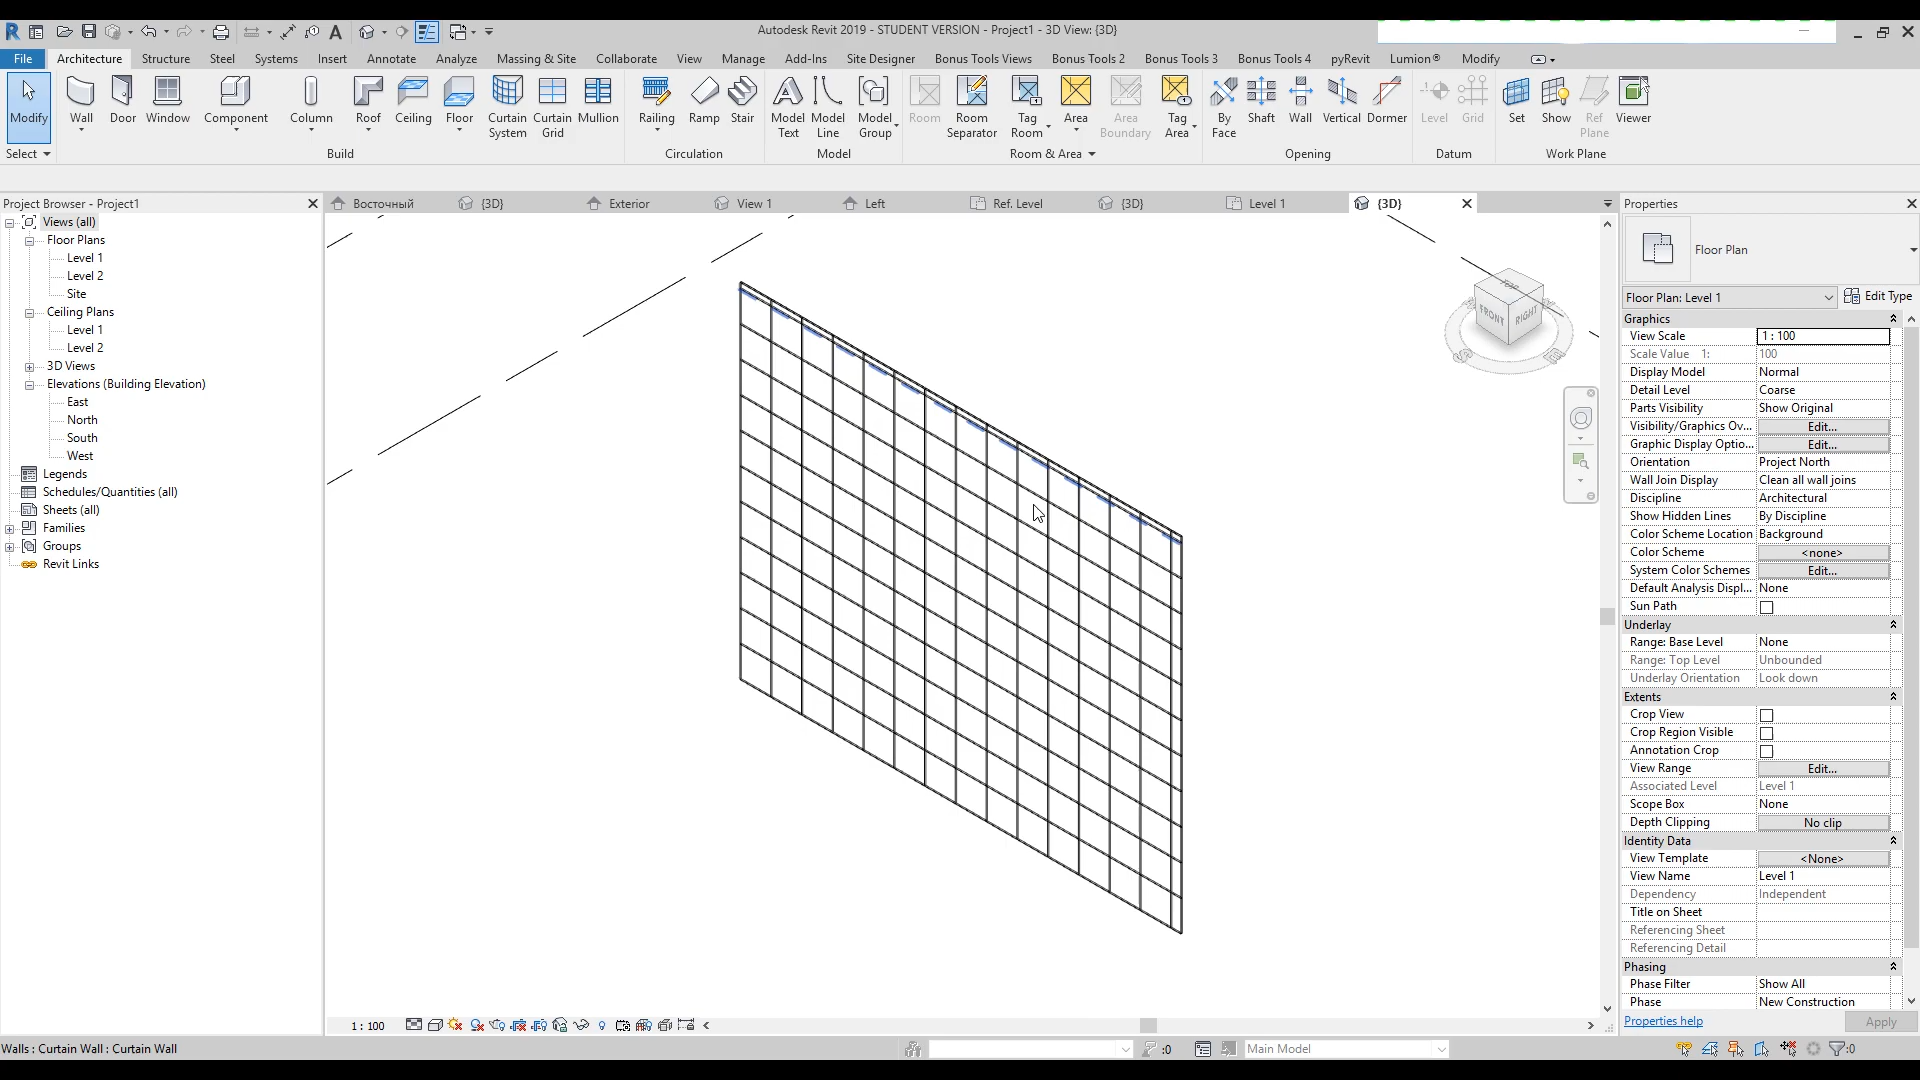 Autodesk Revit 2019 - STUDENT VERSION - Project1 - 3D View: {3D}
File Architecture Structure Steel Systems Insert Annotate Analyze Massing & Site Collaborate View Manage Add-Ins Site Designer Bonus Tools Views Bonus Tools 2 Bonus Tools 3 Bonus Tools 4 pyRevit Lumion® Modify
Modify Wall Door Window Component Column Roof Ceiling Floor Curtain System Curtain Grid Mullion Railing Ramp Stair Model Text Model Line Model Group Room Room Separator Tag Room Area Area Boundary Tag Area By Face Shaft Wall Vertical Dormer Level Grid Set Show Ref Plane Viewer
Select Build Circulation Model Room & Area Opening Datum Work Plane
Project Browser - Project1
Восточный {3D} Exterior View 1 Left Ref. Level {3D} Level 1 {3D}
Views (all)
Floor Plans
Level 1
Level 2
Site
Ceiling Plans
Level 1
Level 2
3D Views
Elevations (Building Elevation)
East
North
South
West
Legends
Schedules/Quantities (all)
Sheets (all)
Families
Groups
Revit Links
FRONT RIGHT
Properties
Floor Plan
Floor Plan: Level 1 Edit Type
Graphics
View Scale 1 : 100
Scale Value 1: 100
Display Model Normal
Detail Level Coarse
Parts Visibility Show Original
Visibility/Graphics Ov... Edit...
Graphic Display Optio... Edit...
Orientation Project North
Wall Join Display Clean all wall joins
Discipline Architectural
Show Hidden Lines By Discipline
Color Scheme Location Background
Color Scheme <none>
System Color Schemes Edit...
Default Analysis Displ... None
Sun Path
Underlay
Range: Base Level None
Range: Top Level Unbounded
Underlay Orientation Look down
Extents
Crop View
Crop Region Visible
Annotation Crop
View Range Edit...
Associated Level Level 1
Scope Box None
Depth Clipping No clip
Identity Data
View Template <None>
View Name Level 1
Dependency Independent
Title on Sheet
Referencing Sheet
Referencing Detail
Phasing
Phase Filter Show All
Phase New Construction
Properties help Apply
1 : 100
Walls : Curtain Wall : Curtain Wall :0 Main Model :0